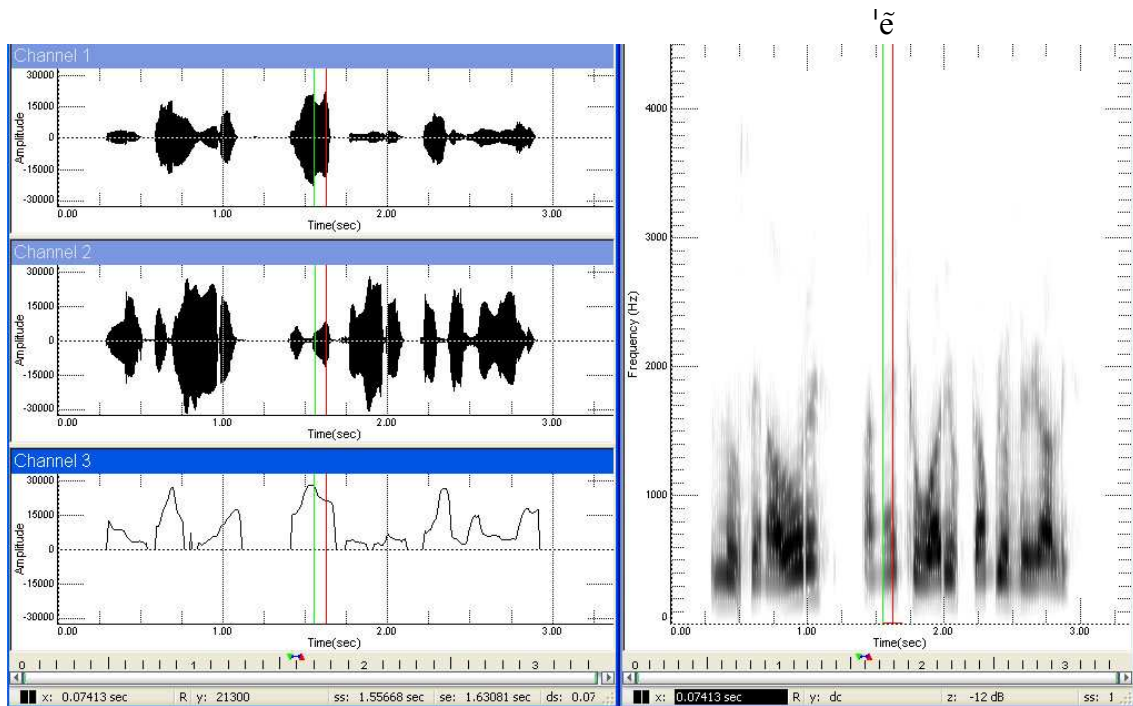 ˈẽ
Channel 1
Amplitude
30000
15000
0
-15000
-30000
0.00 1.00 2.00 3.00
Time(sec)
Channel 2
Amplitude
30000
15000
0
-15000
-30000
0.00 1.00 2.00 3.00
Time(sec)
Channel 3
Amplitude
30000
15000
0
-15000
-30000
0.00 1.00 2.00 3.00
Time(sec)
0 2 3
x: 0.07413 sec R y: 21300 ss: 1.55668 sec se: 1.63081 sec ds: 0.07
Frequency (Hz)
4000
3000
2000
1000
0
0.00 1.00 2.00 3.00
Time(sec)
0 1 2 3
x: 0.07413 sec R y: dc z: -12 dB ss: 1